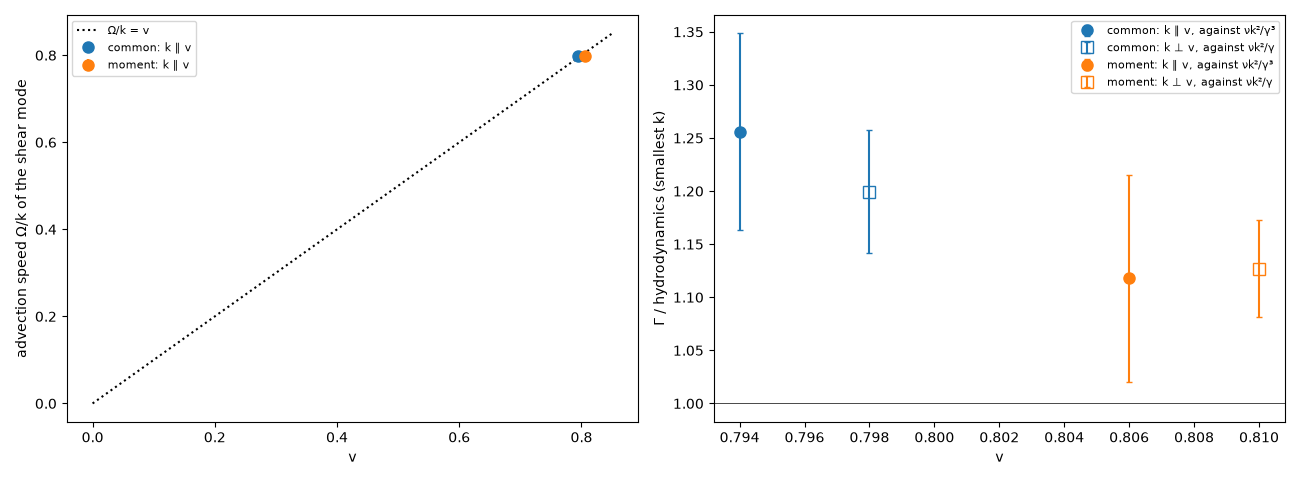 Ω/k = v
common: k ∥ v
moment: k ∥ v
advection speed Ω/k of the shear mode
0.8
0.6
0.4
0.2
0.0
0.0 0.2 0.4 0.6 0.8
v
common: k ∥ v, against νk²/γ³
common: k ⊥ v, against νk²/γ
moment: k ∥ v, against νk²/γ³
moment: k ⊥ v, against νk²/γ
Γ / hydrodynamics (smallest k)
1.35
1.30
1.25
1.20
1.15
1.10
1.05
1.00
0.794 0.796 0.798 0.800 0.802 0.804 0.806 0.808 0.810
v